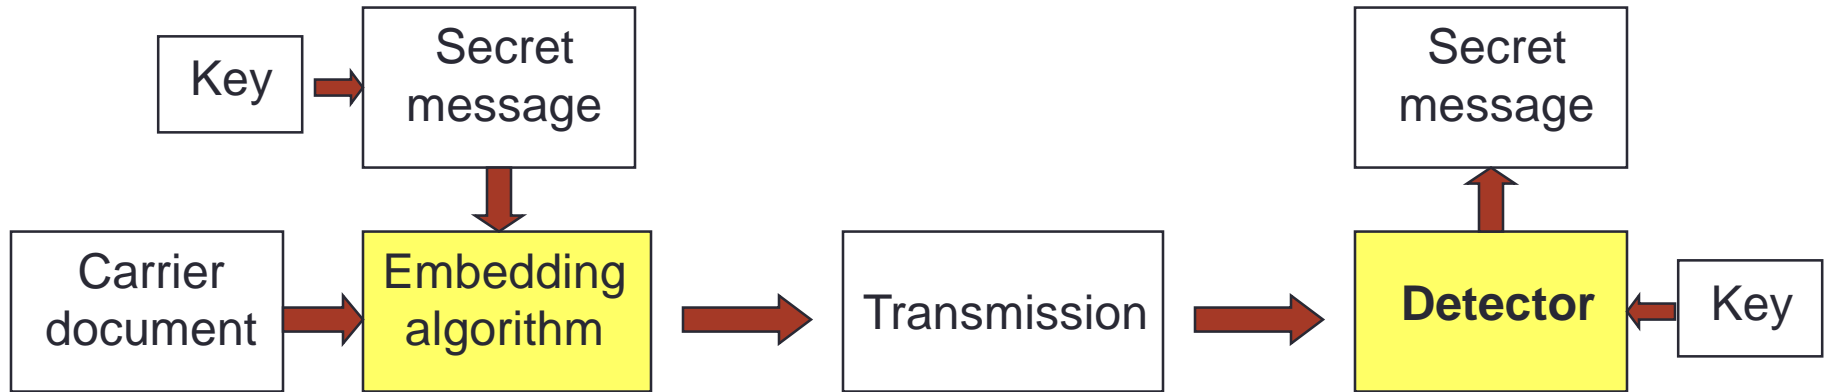 Key
Secret
message
Secret
message
Carrier
document
Embedding
algorithm
Transmission
Detector
Key